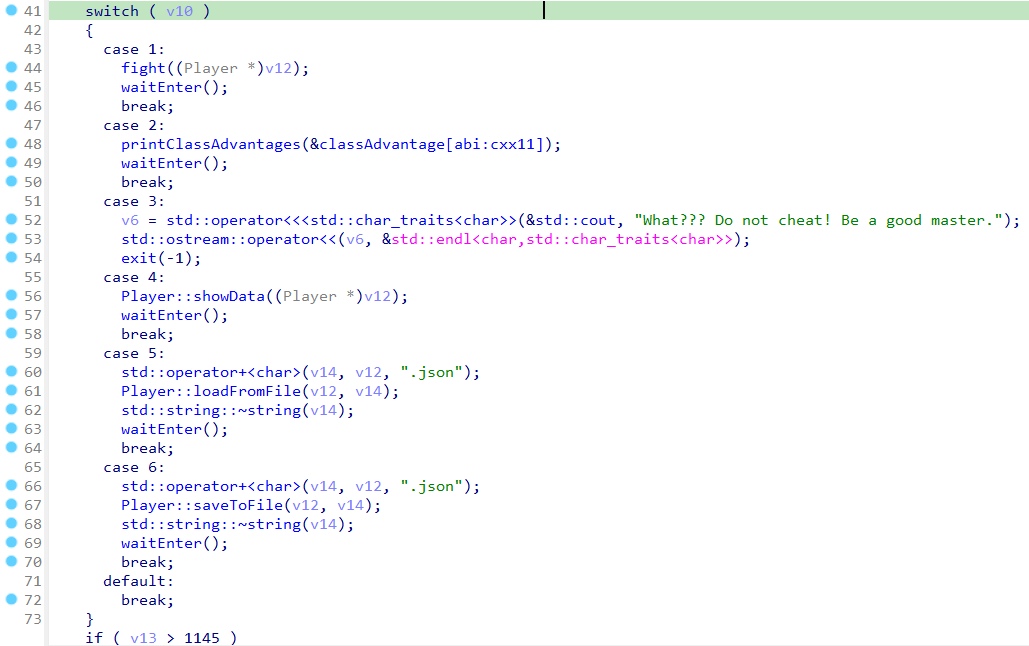 41 switch ( v10 )
42 {
43 case 1:
44 fight((Player *)v12);
45 waitEnter();
46 break;
47 case 2:
48 printClassAdvantages(&classAdvantage[abi:cxx11]);
49 waitEnter();
50 break;
51 case 3:
52 v6 = std::operator<<<std::char_traits<char>>(&std::cout, "What??? Do not cheat! Be a good master.");
53 std::ostream::operator<<(v6, &std::endl<char,std::char_traits<char>>);
54 exit(-1);
55 case 4:
56 Player::showData((Player *)v12);
57 waitEnter();
58 break;
59 case 5:
60 std::operator+<char>(v14, v12, ".json");
61 Player::loadFromFile(v12, v14);
62 std::string::~string(v14);
63 waitEnter();
64 break;
65 case 6:
66 std::operator+<char>(v14, v12, ".json");
67 Player::saveToFile(v12, v14);
68 std::string::~string(v14);
69 waitEnter();
70 break;
71 default:
72 break;
73 }
if ( v13 > 1145 )